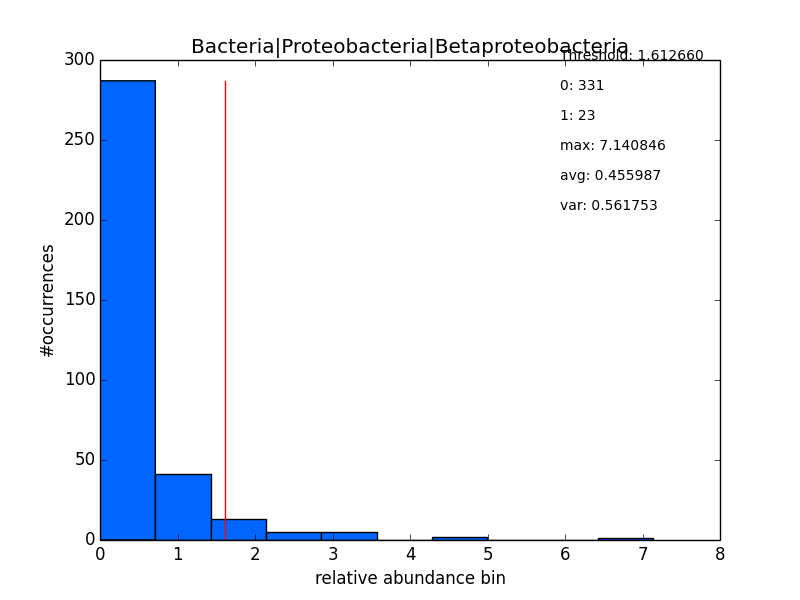 Bacteria|Proteobacteria|Betaproteobacteria
Threshold: 1.612660
0: 331
1: 23
max: 7.140846
avg: 0.455987
var: 0.561753
300
250
200
150
100
50
0
#occurrences
0 1 2 3 4 5 6 7 8
relative abundance bin